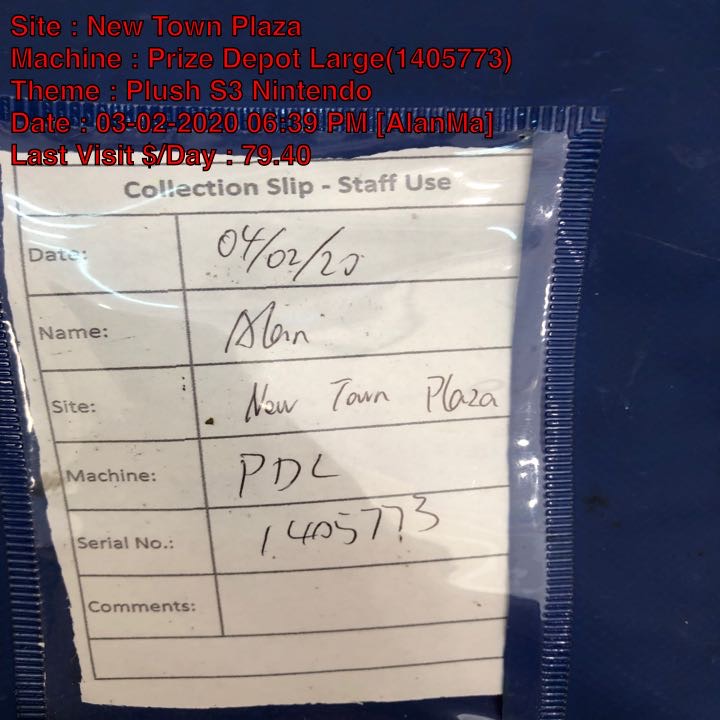 Site : New Town Plaza
Machine : Prize Depot Large(1405773)
Theme : Plush S3 Nintendo
Date : 03-02-2020 06:39 PM [AlanMa]
Last Visit $/Day : 79.40
Collection Slip - Staff Use
Date: 04/02/20
Name: Alan
Site: New Town Plaza
Machine: PDL
Serial No.: 1405773
Comments: